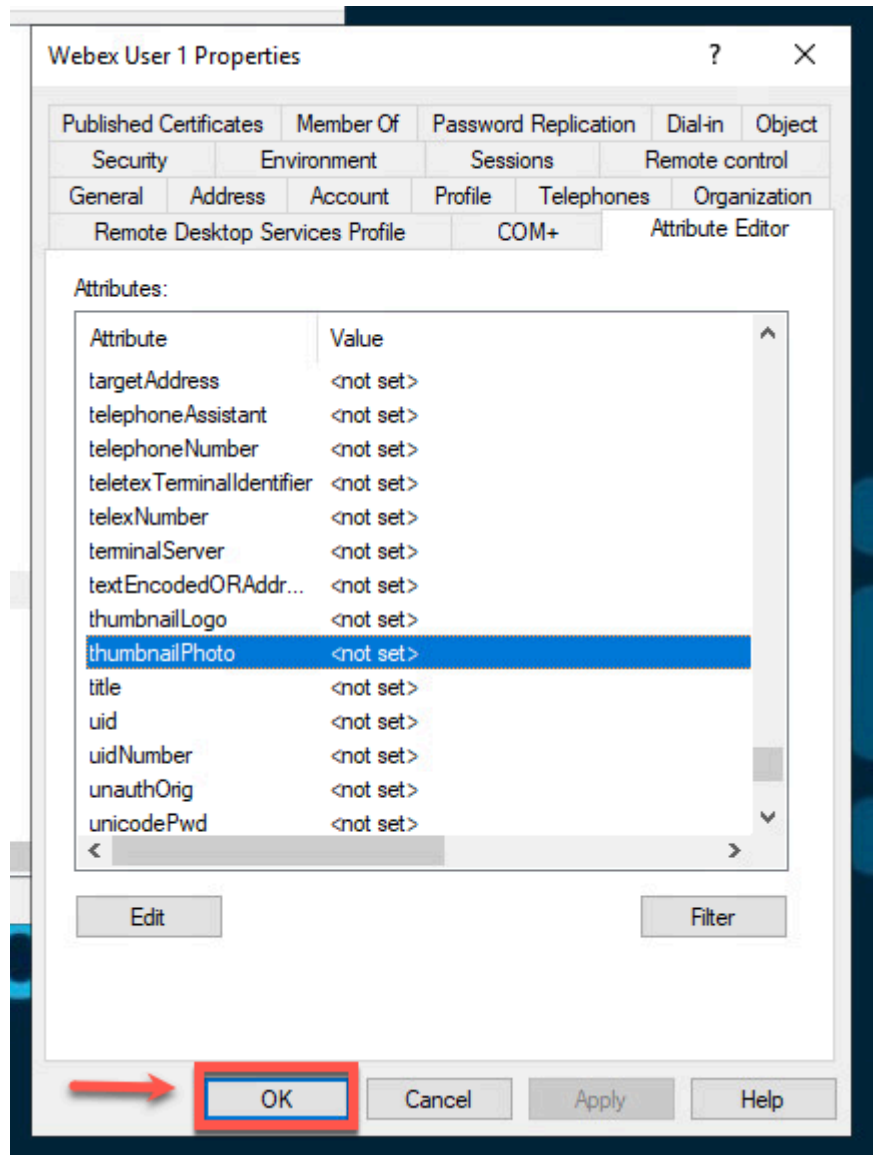 Webex User 1 Properties ?
Published Certificates Member Of Password Replication Dial-in Object
Security Environment Sessions Remote control
General Address Account Profile Telephones Organization
Remote Desktop Services Profile COM+ Attribute Editor
Attributes:
Attribute Value
targetAddress <not set>
telephoneAssistant <not set>
telephoneNumber <not set>
teletexTerminalIdentifier <not set>
telexNumber <not set>
terminalServer <not set>
textEncodedORAddr... <not set>
thumbnailLogo <not set>
thumbnailPhoto <not set>
title <not set>
uid <not set>
uidNumber <not set>
unauthOrig <not set>
unicodePwd <not set>
Edit Filter
OK Cancel Apply Help